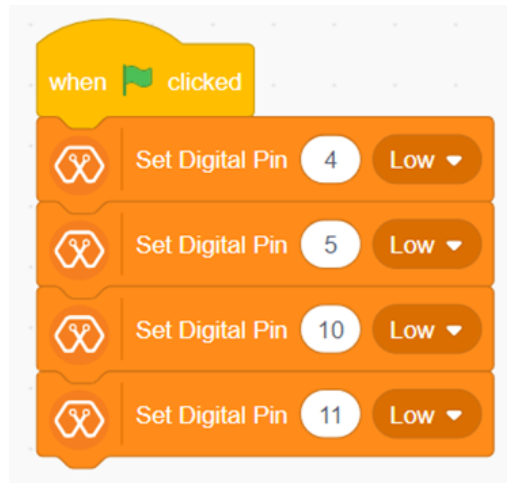 when clicked
Set Digital Pin 4 Low
Set Digital Pin 5 Low
Set Digital Pin 10 Low
Set Digital Pin 11 Low